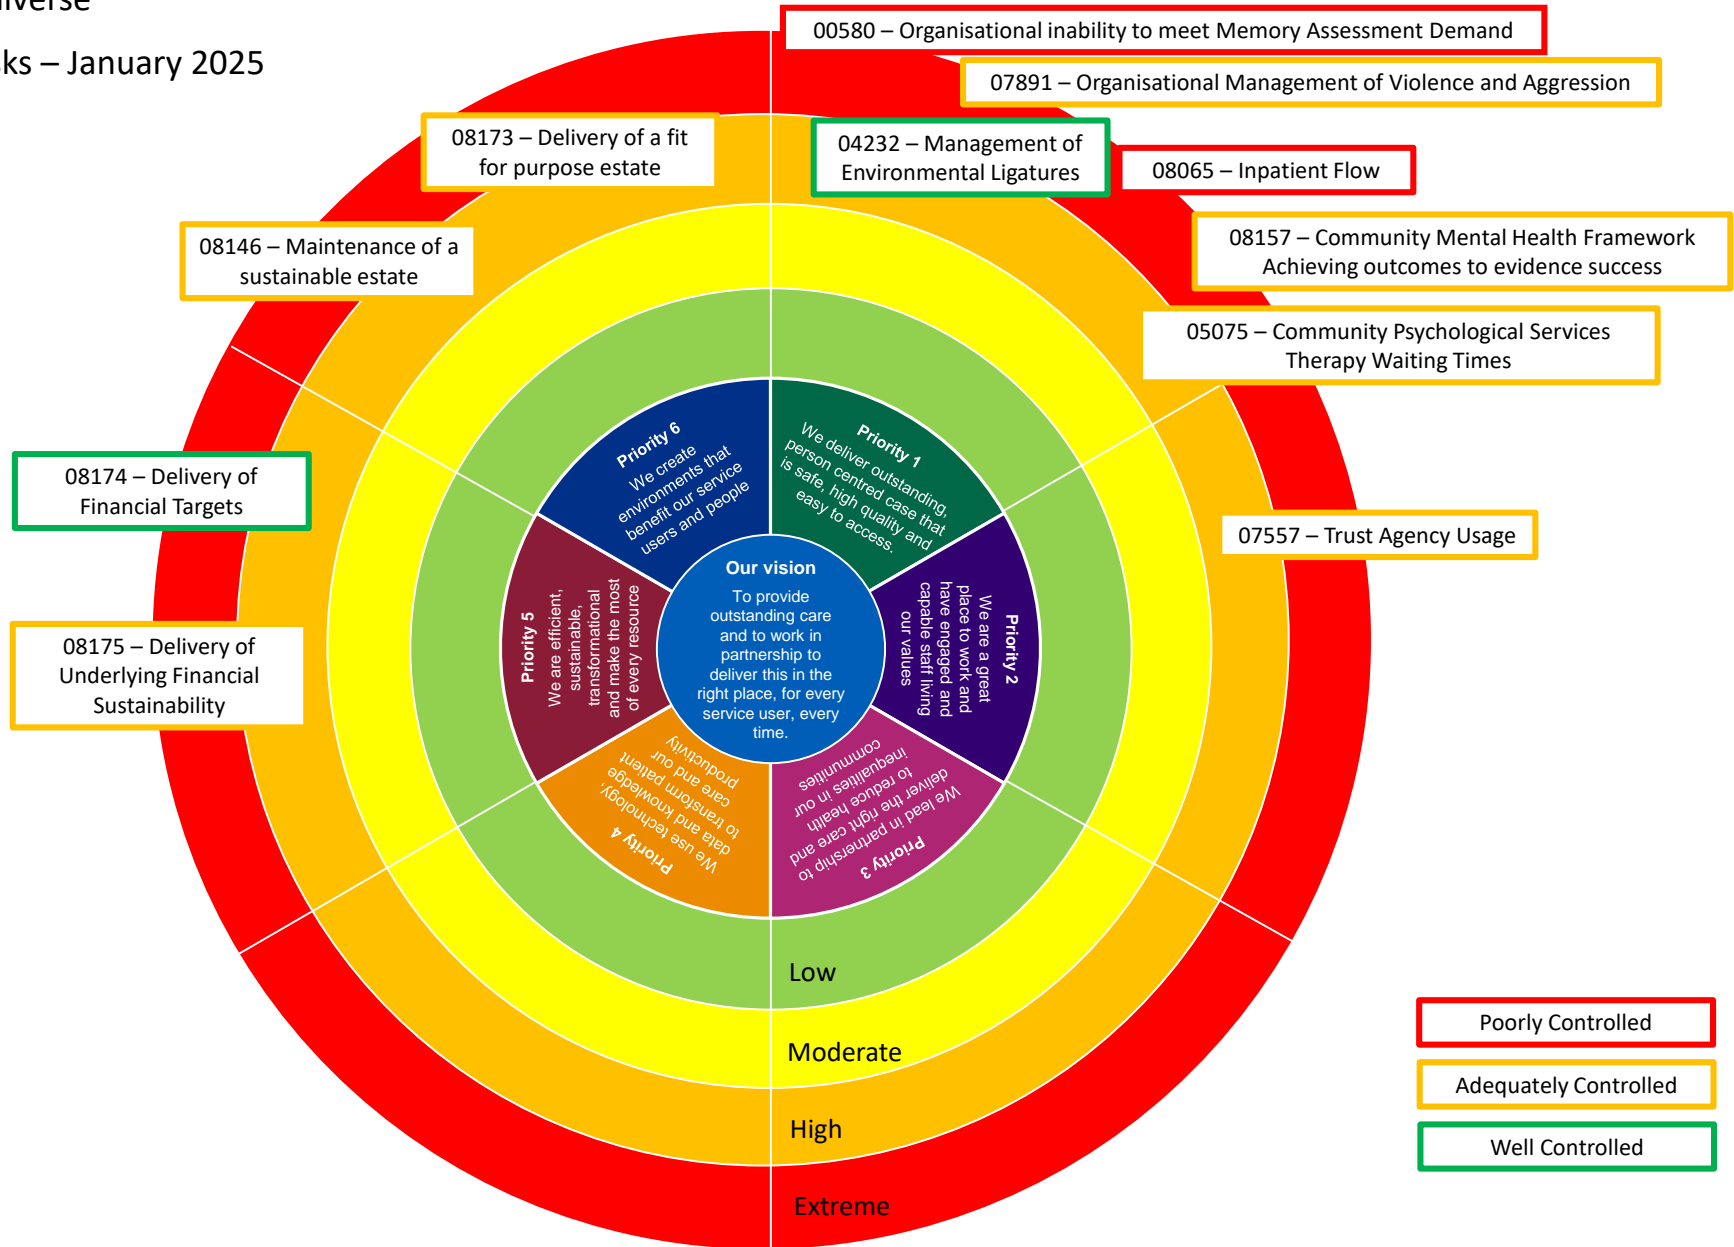 sks – January 2025
00580 – Organisational inability to meet Memory Assessment Demand
07891 – Organisational Management of Violence and Aggression
08173 – Delivery of a fit
for purpose estate
04232 – Management of
Environmental Ligatures
08065 – Inpatient Flow
08146 – Maintenance of a
sustainable estate
08157 – Community Mental Health Framework
Achieving outcomes to evidence success
05075 – Community Psychological Services
Therapy Waiting Times
08174 – Delivery of
Financial Targets
07557 – Trust Agency Usage
08175 – Delivery of
Underlying Financial
Sustainability
Priority 6
We create
environments that
benefit our service
users and people
Priority 1
We deliver outstanding,
person centred case that
is safe, high quality and
easy to access.
Priority 5
We are efficient,
sustainable,
transformational
and make the most
of every resource
Our vision
To provide
outstanding care
and to work in
partnership to
deliver this in the
right place, for every
service user, every
time.
Priority 2
We are a great
place to work and
have engaged and
capable staff living
our values
Priority 4
We use technology,
data and knowledge
to transform patient
care and our
productivity
Priority 3
We lead in partnership to
deliver the right care and
to reduce health
inequalities in our
communities
Low
Moderate
High
Extreme
Poorly Controlled
Adequately Controlled
Well Controlled